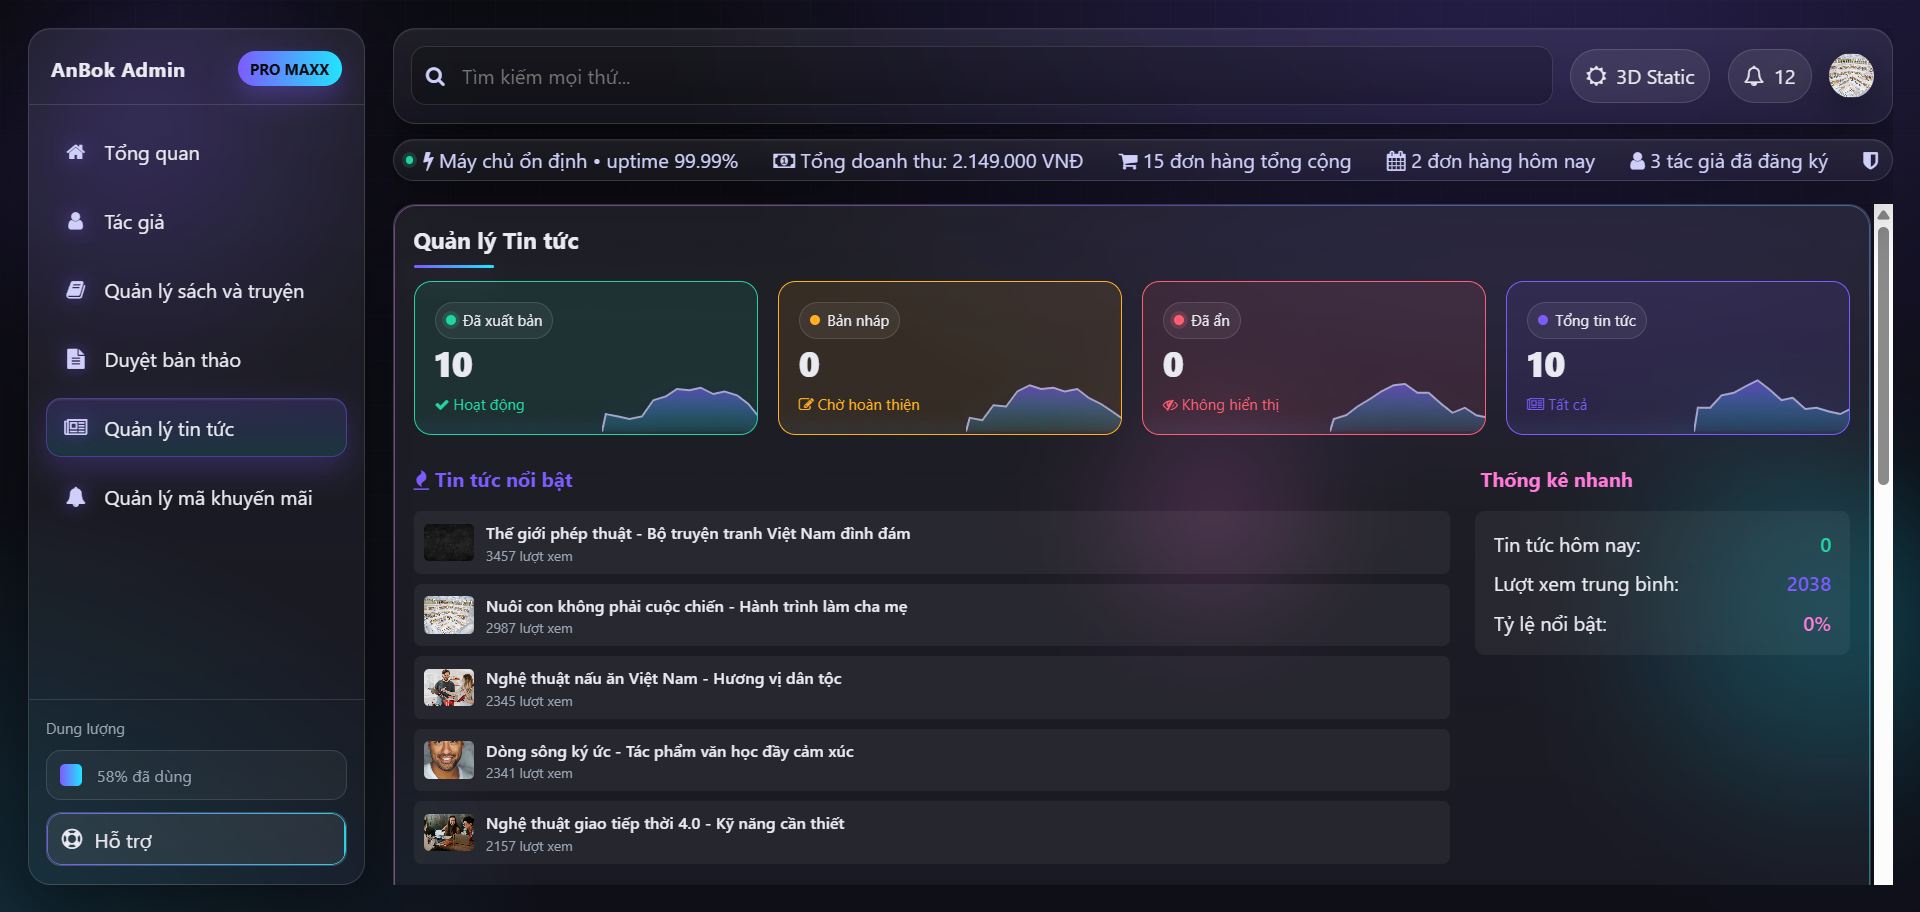 AnBok Admin
PRO MAXX
Tổng quan
Tác giả
Quản lý sách và truyện
Duyệt bản thảo
Quản lý tin tức
Quản lý mã khuyến mãi
Dung lượng
58% đã dùng
Hỗ trợ
Tìm kiếm mọi thứ...
3D Static
12
Máy chủ ổn định • uptime 99.99%
Tổng doanh thu: 2.149.000 VNĐ
15 đơn hàng tổng cộng
2 đơn hàng hôm nay
3 tác giả đã đăng ký
Quản lý Tin tức
Đã xuất bản
10
Hoạt động
Bản nháp
0
Chờ hoàn thiện
Đã ẩn
0
Không hiển thị
Tổng tin tức
10
Tất cả
Tin tức nổi bật
Thế giới phép thuật - Bộ truyện tranh Việt Nam đình đám
3457 lượt xem
Nuôi con không phải cuộc chiến - Hành trình làm cha mẹ
2987 lượt xem
Nghệ thuật nấu ăn Việt Nam - Hương vị dân tộc
2345 lượt xem
Dòng sông ký ức - Tác phẩm văn học đầy cảm xúc
2341 lượt xem
Nghệ thuật giao tiếp thời 4.0 - Kỹ năng cần thiết
2157 lượt xem
Thống kê nhanh
Tin tức hôm nay: 0
Lượt xem trung bình: 2038
Tỷ lệ nổi bật: 0%